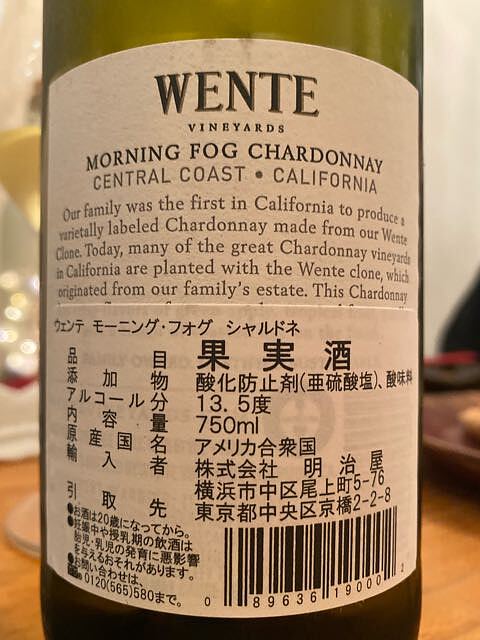 WENTE
VINEYARDS
MORNING FOG CHARDONNAY
CENTRAL COAST • CALIFORNIA
Our family was the first in California to produce a
varietally labeled Chardonnay made from our Wente
Clone. Today, many of the great Chardonnay vineyards
in California are planted with the Wente clone, which
originated from our family's estate. This Chardonnay
ウェンテ モーニング・フォグ シャルドネ
品目 果実酒
添加物 酸化防止剤(亜硫酸塩)、酸味料
アルコール分 13.5度
内容量 750ml
原産国名 アメリカ合衆国
輸入者 株式会社 明治屋
横浜市中区尾上町5-76
引取先 東京都中央区京橋2-2-8
●お酒は20歳になってから。
●妊娠中や授乳期の飲酒は
胎児・乳児の発育に悪影響
を与えるおそれがあります。
●お問い合わせは、
0120(565)580まで。
0 89636 19000 2